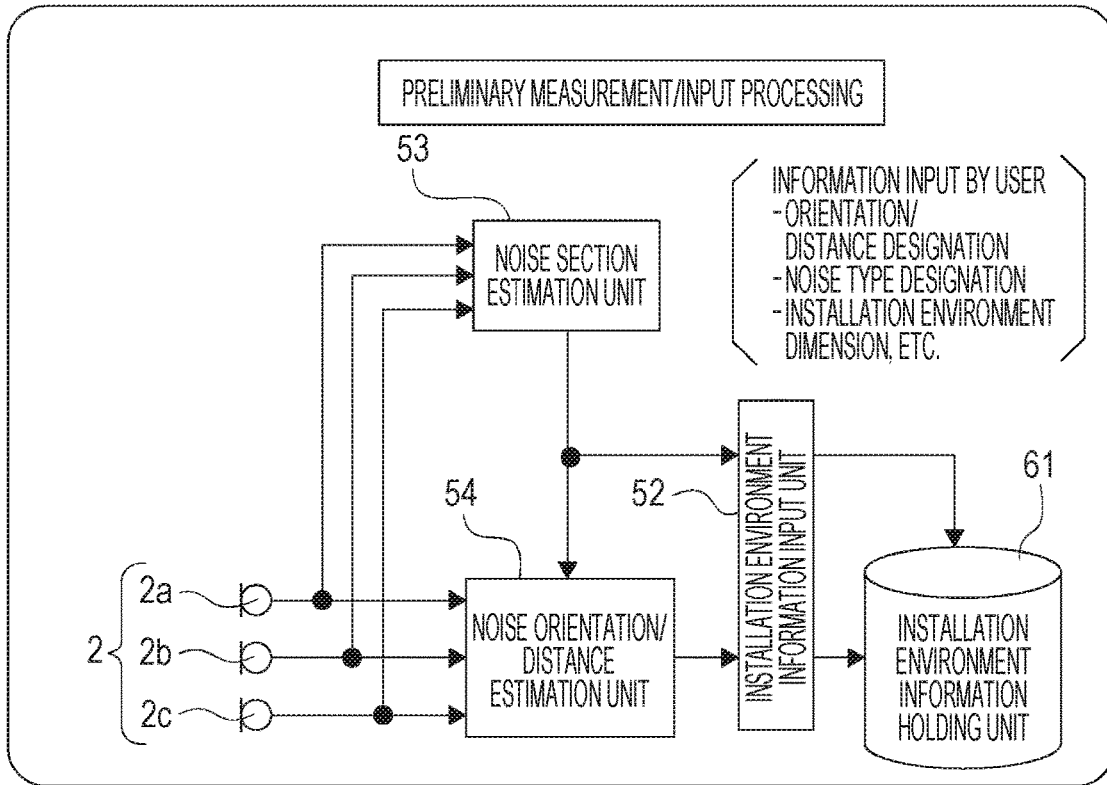 PRELIMINARY MEASUREMENT/INPUT PROCESSING
53
INFORMATION INPUT BY USER
-ORIENTATION/
DISTANCE DESIGNATION
-NOISE TYPE DESIGNATION
-INSTALLATION ENVIRONMENT
DIMENSION, ETC.
NOISE SECTION
ESTIMATION UNIT
54
52
INSTALLATION ENVIRONMENT
INFORMATION INPUT UNIT
61
2
2a
2b
2c
NOISE ORIENTATION/
DISTANCE
ESTIMATION UNIT
INSTALLATION
ENVIRONMENT
INFORMATION
HOLDING UNIT